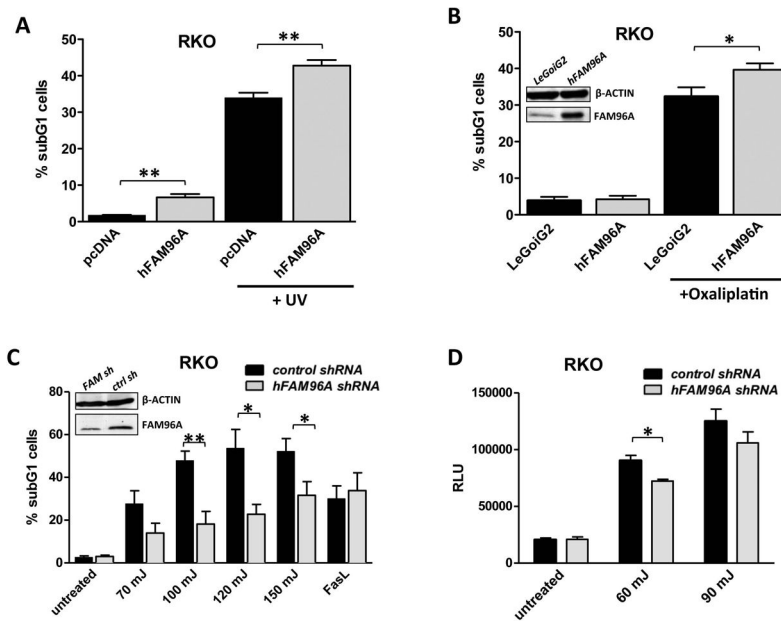 A
RKO
% subG1 cells
50
40
30
20
10
0
**
**
pcDNA
hFAM96A
pcDNA
hFAM96A
+ UV
B
RKO
% subG1 cells
50
40
30
20
10
0
LeGoiG2
hFAM96A
β-ACTIN
FAM96A
*
LeGoiG2
hFAM96A
LeGoiG2
hFAM96A
+Oxaliplatin
C
RKO
control shRNA
hFAM96A shRNA
% subG1 cells
80
60
40
20
0
FAM sh
ctrl sh
β-ACTIN
FAM96A
**
*
*
untreated
70 mJ
100 mJ
120 mJ
150 mJ
FasL
D
RKO
control shRNA
hFAM96A shRNA
RLU
150000
100000
50000
0
*
untreated
60 mJ
90 mJ